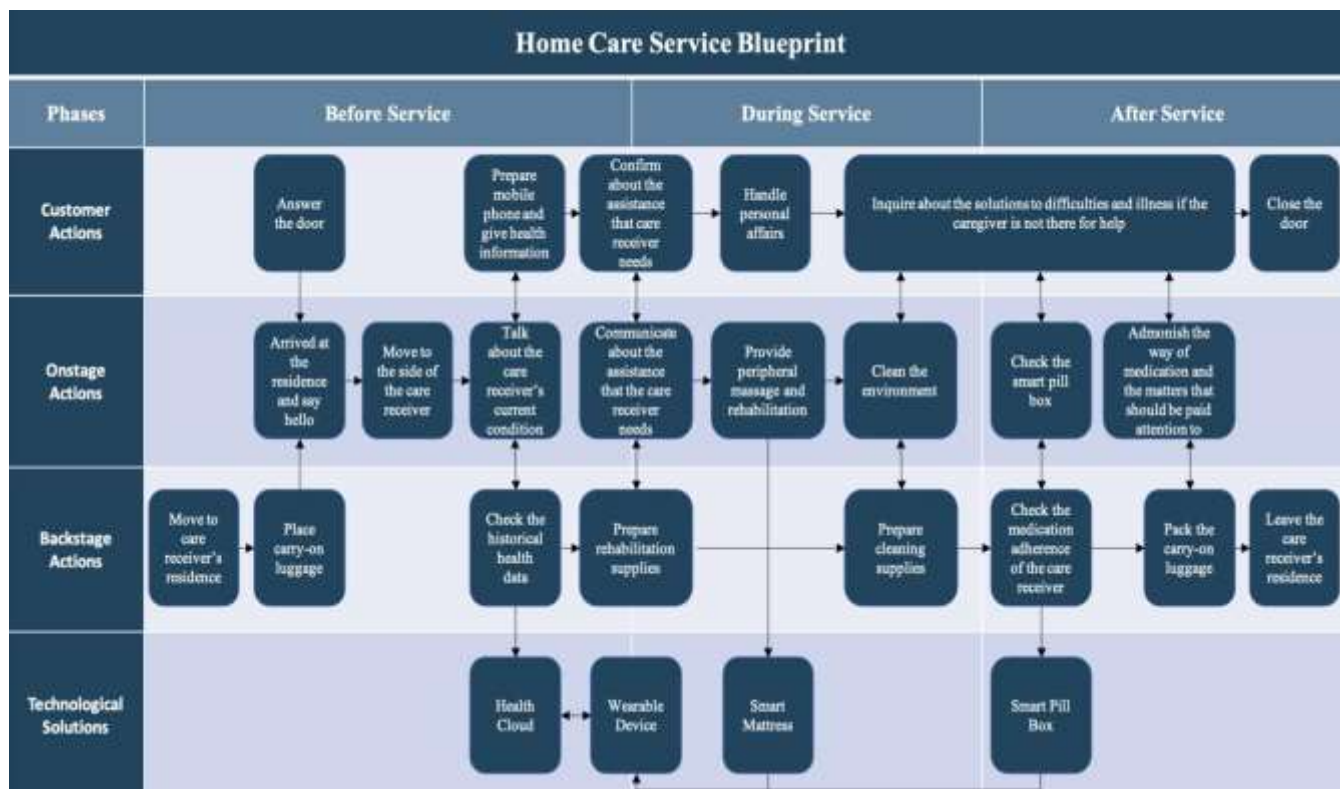 Home Care Service Blueprint
Phases
Before Service
During Service
After Service
Customer
Actions
Answer
the door
Prepare
mobile
phone and
give health
information
Confirm
about the
assistance
that care
receiver
needs
Handle
personal
affairs
Inquire about the solutions to difficulties and illness if the
caregiver is not there for help
Close the
door
Onstage
Actions
Arrived at
the
residence
and say
hello
Move to
the side of
the care
receiver
Talk
about the
care
receiver's
current
condition
Communicate
about the
assistance
that the care
receiver
needs
Provide
peripheral
massage and
rehabilitation
Clean the
environment
Check
the smart pill
box
Admonish the
way of
medication and
the matters that
should be paid
attention to
Backstage
Actions
Move to
care
receiver's
residence
Place
carry-on
luggage
Check the
historical
health
data
Prepare
rehabilitation
supplies
Prepare
cleaning
supplies
Check the
medication
adherence
of the care
receiver
Pack the
carry-on
luggage
Leave the
care
receiver's
residence
Technological
Solutions
Health
Cloud
Wearable
Device
Smart
Mattress
Smart Pill
Box